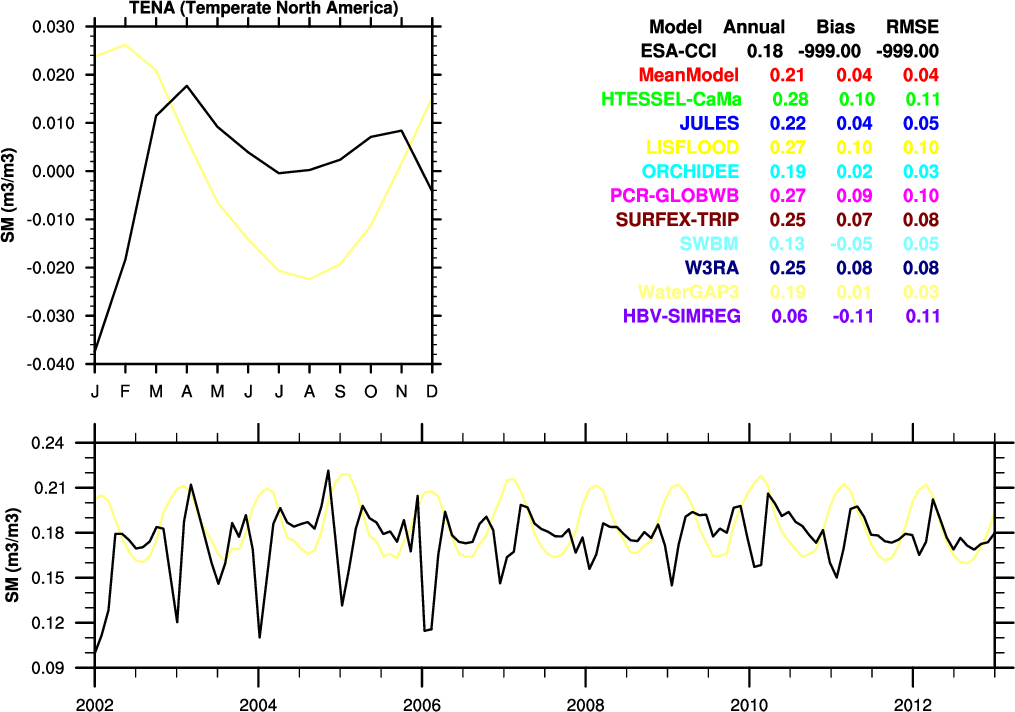 TENA (Temperate North America)
0.030
0.020
0.010
0.000
-0.010
-0.020
-0.030
-0.040
SM (m3/m3)
J F M A M J J A S O N D
Model Annual Bias RMSE
ESA-CCI 0.18 -999.00 -999.00
MeanModel 0.21 0.04 0.04
HTESSEL-CaMa 0.28 0.10 0.11
JULES 0.22 0.04 0.05
LISFLOOD 0.27 0.10 0.10
ORCHIDEE 0.19 0.02 0.03
PCR-GLOBWB 0.27 0.09 0.10
SURFEX-TRIP 0.25 0.07 0.08
SWBM 0.13 -0.05 0.05
W3RA 0.25 0.08 0.08
WaterGAP3 0.19 0.01 0.03
HBV-SIMREG 0.06 -0.11 0.11
0.24
0.21
0.18
0.15
0.12
0.09
SM (m3/m3)
2002 2004 2006 2008 2010 2012